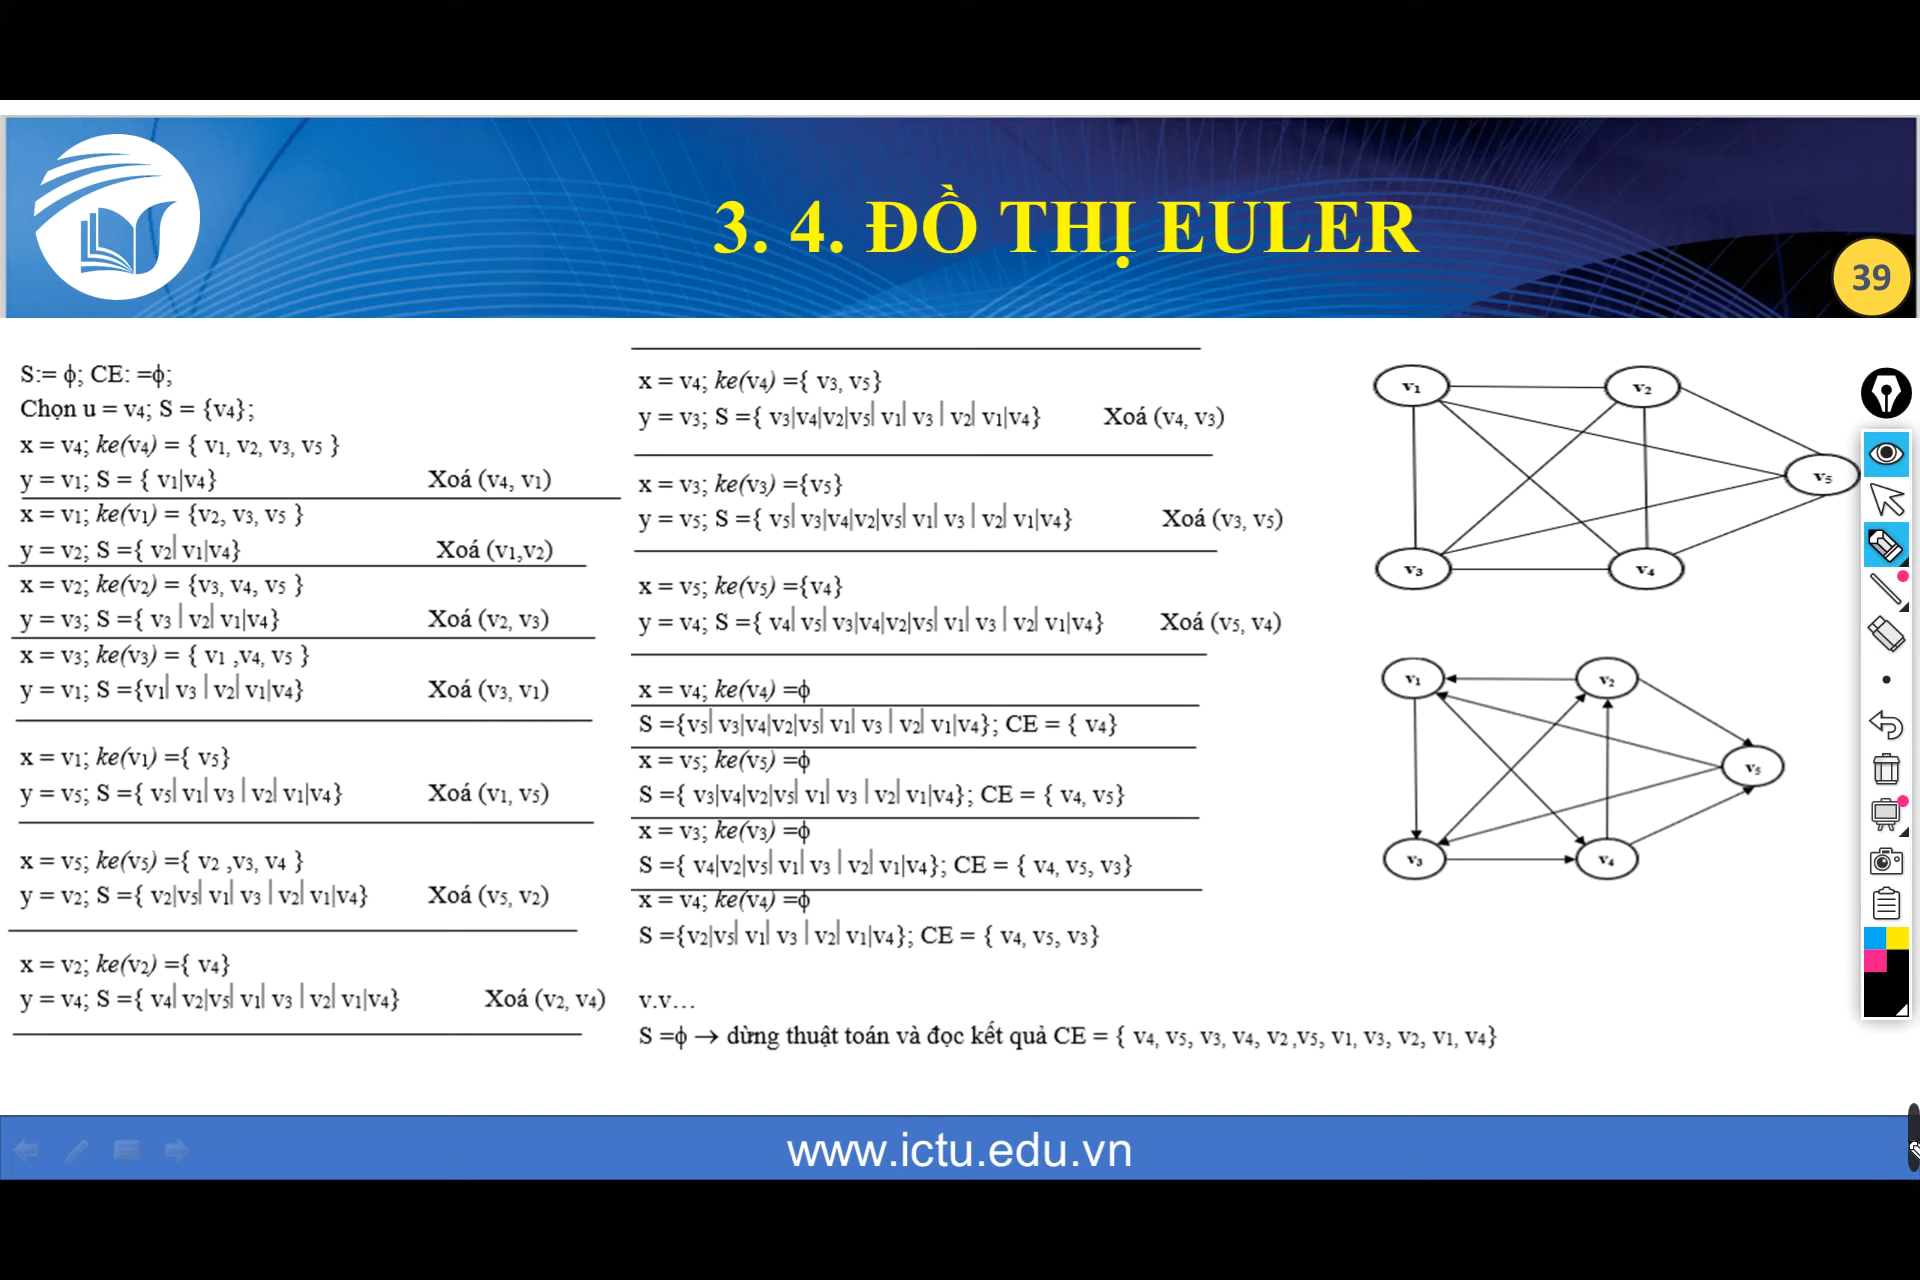 3. 4. ĐỒ THỊ EULER
39
S:= ϕ; CE: =ϕ;
Chọn u = v4; S = {v4};
x = v4; ke(v4) = { v1, v2, v3, v5 }
y = v1; S = { v1|v4} Xoá (v4, v1)
x = v1; ke(v1) = {v2, v3, v5 }
y = v2; S ={ v2| v1|v4} Xoá (v1,v2)
x = v2; ke(v2) = {v3, v4, v5 }
y = v3; S ={ v3 | v2| v1|v4} Xoá (v2, v3)
x = v3; ke(v3) = { v1 ,v4, v5 }
y = v1; S ={v1| v3 | v2| v1|v4} Xoá (v3, v1)
x = v1; ke(v1) ={ v5}
y = v5; S ={ v5| v1| v3 | v2| v1|v4} Xoá (v1, v5)
x = v5; ke(v5) ={ v2 ,v3, v4 }
y = v2; S ={ v2|v5| v1| v3 | v2| v1|v4} Xoá (v5, v2)
x = v2; ke(v2) ={ v4}
y = v4; S ={ v4| v2|v5| v1| v3 | v2| v1|v4} Xoá (v2, v4)
x = v4; ke(v4) ={ v3, v5}
y = v3; S ={ v3|v4|v2|v5| v1| v3 | v2| v1|v4} Xoá (v4, v3)
x = v3; ke(v3) ={v5}
y = v5; S ={ v5| v3|v4|v2|v5| v1| v3 | v2| v1|v4} Xoá (v3, v5)
x = v5; ke(v5) ={v4}
y = v4; S ={ v4| v5| v3|v4|v2|v5| v1| v3 | v2| v1|v4} Xoá (v5, v4)
x = v4; ke(v4) =ϕ
S ={v5| v3|v4|v2|v5| v1| v3 | v2| v1|v4}; CE = { v4}
x = v5; ke(v5) =ϕ
S ={ v3|v4|v2|v5| v1| v3 | v2| v1|v4}; CE = { v4, v5}
x = v3; ke(v3) =ϕ
S ={ v4|v2|v5| v1| v3 | v2| v1|v4}; CE = { v4, v5, v3}
x = v4; ke(v4) =ϕ
S ={v2|v5| v1| v3 | v2| v1|v4}; CE = { v4, v5, v3}
v.v…
S =ϕ → dừng thuật toán và đọc kết quả CE = { v4, v5, v3, v4, v2 ,v5, v1, v3, v2, v1, v4}
v1 v2
v5
v3 v4
v1 v2
v5
v3 v4
www.ictu.edu.vn